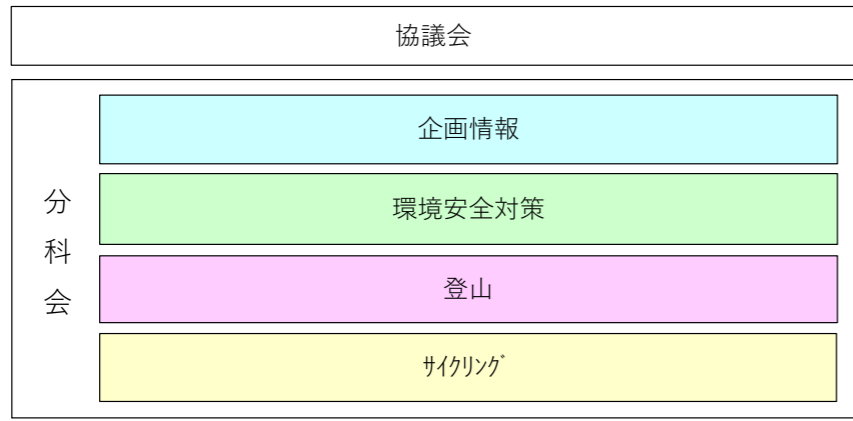 協議会
分科会
企画情報
環境安全対策
登山
ｻｲｸﾘﾝｸﾞ